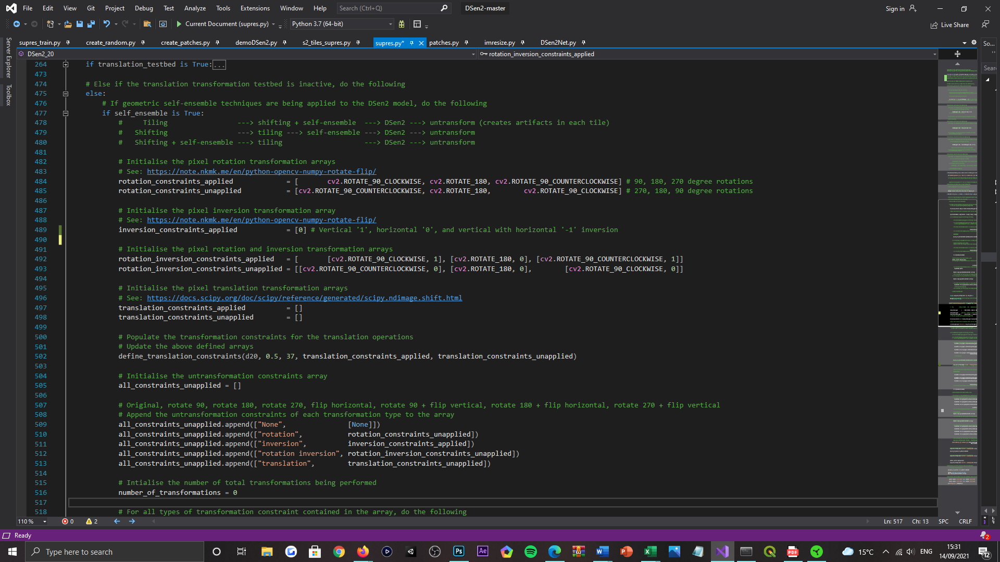 File Edit View Git Project Debug Test Analyze Tools Extensions Window Help Search (Ctrl+Q) DSen2-master Sign in
Current Document (supres.py) Python 3.7 (64-bit) Live Share
supres_train.py create_random.py create_patches.py demoDSen2.py s2_tiles_supres.py supres.py* patches.py imresize.py DSen2Net.py So...
DSen2_20 rotation_inversion_constraints_applied
Server Explorer
Toolbox
Sear
264 if translation_testbed is True:...
473
474 # Else if the translation transformation testbed is inactive, do the following
475 else:
476 # If geometric self-ensemble techniques are being applied to the DSen2 model, do the following
477 if self_ensemble is True:
478 # Tiling ---> shifting + self-ensemble ---> DSen2 ---> untransform (creates artifacts in each tile)
479 # Shifting ---> tiling ---> self-ensemble ---> DSen2 ---> untransform
480 # Shifting + self-ensemble ---> tiling ---> DSen2 ---> untransform
481
482 # Initialise the pixel rotation transformation arrays
483 # See: https://note.nkmk.me/en/python-opencv-numpy-rotate-flip/
484 rotation_constraints_applied = [ cv2.ROTATE_90_CLOCKWISE, cv2.ROTATE_180, cv2.ROTATE_90_COUNTERCLOCKWISE] # 90, 180, 270 degree rotations
485 rotation_constraints_unapplied = [cv2.ROTATE_90_COUNTERCLOCKWISE, cv2.ROTATE_180, cv2.ROTATE_90_CLOCKWISE] # 270, 180, 90 degree rotations
486
487 # Initialise the pixel inversion transformation array
488 # See: https://note.nkmk.me/en/python-opencv-numpy-rotate-flip/
489 inversion_constraints_applied = [0] # Vertical '1', horizontal '0', and vertical with horizontal '-1' inversion
490
491 # Initialise the pixel rotation and inversion transformation arrays
492 rotation_inversion_constraints_applied = [ [cv2.ROTATE_90_CLOCKWISE, 1], [cv2.ROTATE_180, 0], [cv2.ROTATE_90_COUNTERCLOCKWISE, 1]]
493 rotation_inversion_constraints_unapplied = [[cv2.ROTATE_90_COUNTERCLOCKWISE, 0], [cv2.ROTATE_180, 0], [cv2.ROTATE_90_CLOCKWISE, 0]]
494
495 # Initialise the pixel translation transformation arrays
496 # See: https://docs.scipy.org/doc/scipy/reference/generated/scipy.ndimage.shift.html
497 translation_constraints_applied = []
498 translation_constraints_unapplied = []
499
500 # Populate the transformation constraints for the translation operations
501 # Update the above defined arrays
502 define_translation_constraints(d20, 0.5, 37, translation_constraints_applied, translation_constraints_unapplied)
503
504 # Initialise the untransformation constraints array
505 all_constraints_unapplied = []
506
507 # Original, rotate 90, rotate 180, rotate 270, flip horizontal, rotate 90 + flip vertical, rotate 180 + flip horizontal, rotate 270 + flip vertical
508 # Append the untransformation constraints of each transformation type to the array
509 all_constraints_unapplied.append(["None", [None]])
510 all_constraints_unapplied.append(["rotation", rotation_constraints_unapplied])
511 all_constraints_unapplied.append(["inversion", inversion_constraints_applied])
512 all_constraints_unapplied.append(["rotation inversion", rotation_inversion_constraints_unapplied])
513 all_constraints_unapplied.append(["translation", translation_constraints_unapplied])
514
515 # Intialise the number of total transformations being performed
516 number_of_transformations = 0
517
518 # For all types of transformation constraint contained in the array, do the following
110 % 0 2 Ln: 517 Ch: 13 SPC CRLF
Ready 2
Type here to search Ps Ae 15°C ENG 15:31
14/09/2021 12